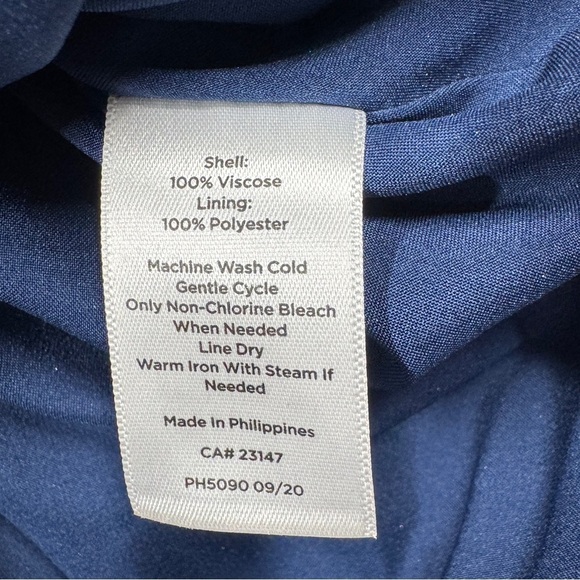 Shell:
100% Viscose
Lining:
100% Polyester
Machine Wash Cold
Gentle Cycle
Only Non-Chlorine Bleach
When Needed
Line Dry
Warm Iron With Steam If
Needed
Made In Philippines
CA# 23147
PH5090 09/20